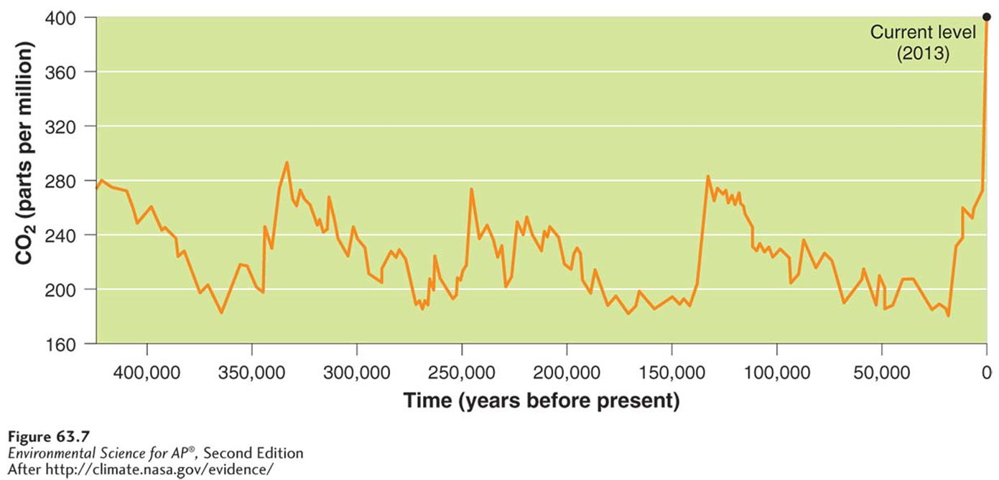 400
360
320
280
240
200
160
CO2 (parts per million)
Current level
(2013)
400,000 350,000 300,000 250,000 200,000 150,000 100,000 50,000 0
Time (years before present)
Figure 63.7
Environmental Science for AP®, Second Edition
After http://climate.nasa.gov/evidence/